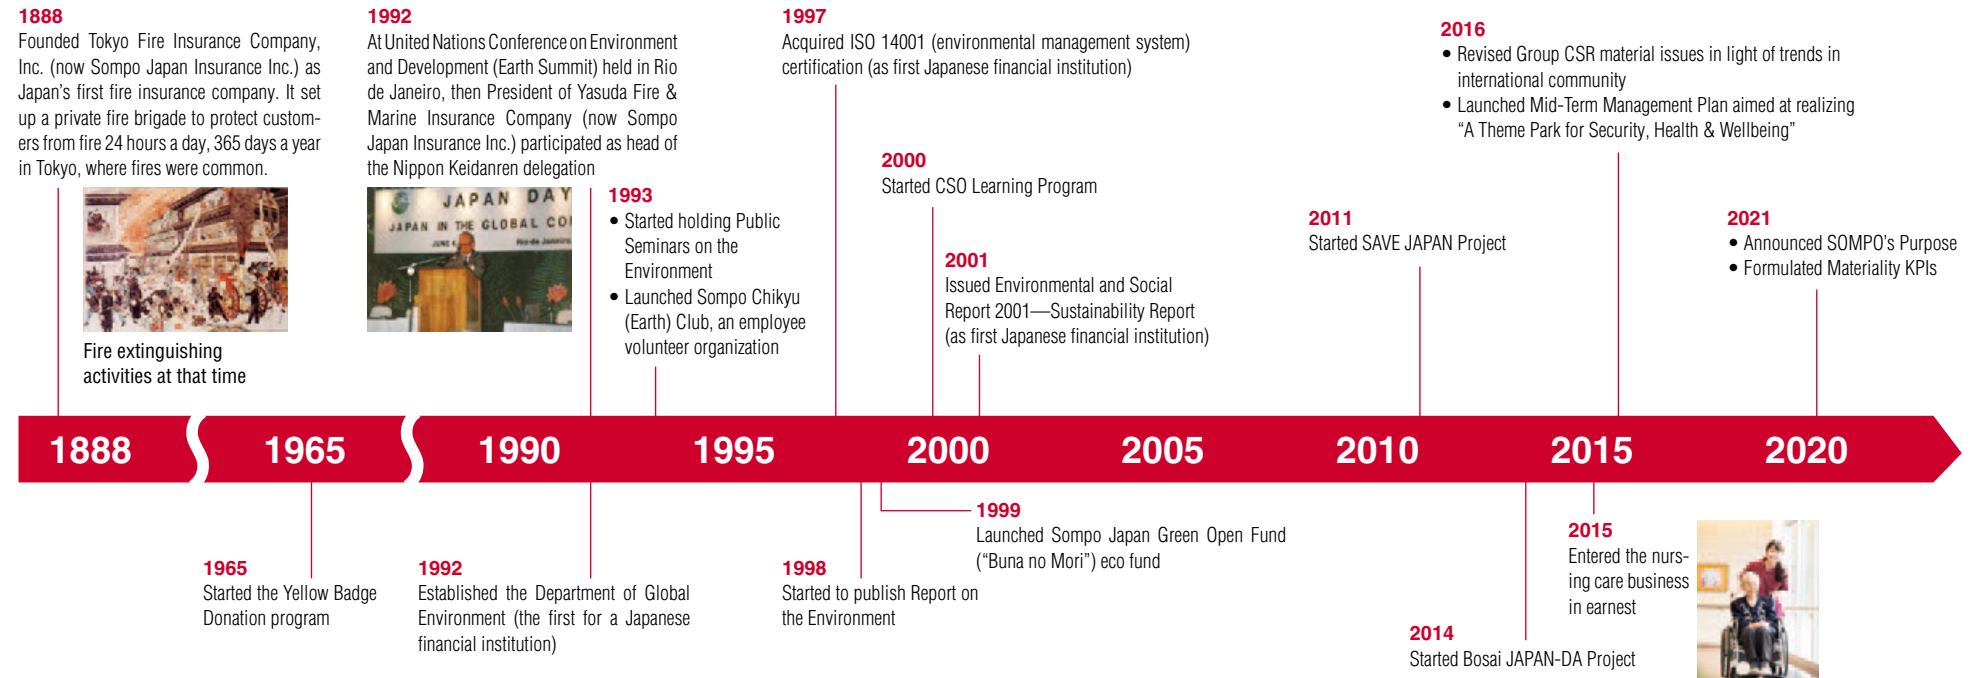 1888
Founded Tokyo Fire Insurance Company,
Inc. (now Sompo Japan Insurance Inc.) as
Japan's first fire insurance company. It set
up a private fire brigade to protect custom-
ers from fire 24 hours a day, 365 days a year
in Tokyo, where fires were common.
Fire extinguishing
activities at that time
1992
At United Nations Conference on Environment
and Development (Earth Summit) held in Rio
de Janeiro, then President of Yasuda Fire &
Marine Insurance Company (now Sompo
Japan Insurance Inc.) participated as head of
the Nippon Keidanren delegation
JAPAN DAY
JAPAN IN THE GLOBAL CO
JUNE
Rio de Janeiro
1993
• Started holding Public
Seminars on the
Environment
• Launched Sompo Chikyu
(Earth) Club, an employee
volunteer organization
1997
Acquired ISO 14001 (environmental management system)
certification (as first Japanese financial institution)
2000
Started CSO Learning Program
2001
Issued Environmental and Social
Report 2001—Sustainability Report
(as first Japanese financial institution)
2011
Started SAVE JAPAN Project
2016
• Revised Group CSR material issues in light of trends in
international community
• Launched Mid-Term Management Plan aimed at realizing
“A Theme Park for Security, Health & Wellbeing”
2021
• Announced SOMPO's Purpose
• Formulated Materiality KPIs
1888 1965 1990 1995 2000 2005 2010 2015 2020
1965
Started the Yellow Badge
Donation program
1992
Established the Department of Global
Environment (the first for a Japanese
financial institution)
1998
Started to publish Report on
the Environment
1999
Launched Sompo Japan Green Open Fund
(“Buna no Mori”) eco fund
2014
Started Bosai JAPAN-DA Project
2015
Entered the nurs-
ing care business
in earnest